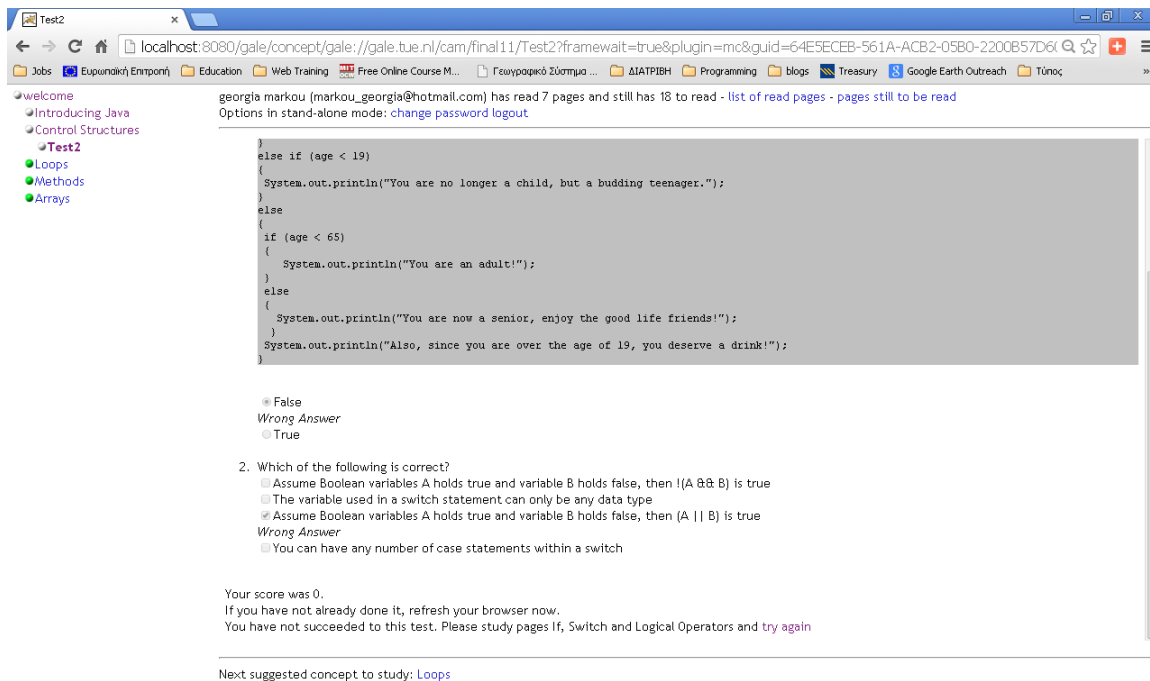 Test2
localhost:8080/gale/concept/gale://gale.tue.nl/cam/final11/Test2?framewait=true&plugin=mc&guid=64E5ECEB-561A-ACB2-05B0-2200B57D6(
Jobs Ευρωπαϊκή Επιτροπή Education Web Training Free Online Course M... Γεωγραφικό Σύστημα ... ΔΙΑΤΡΙΒΗ Programming blogs Treasury Google Earth Outreach Τύπος »
welcome
Introducing Java
Control Structures
Test2
Loops
Methods
Arrays
georgia markou (markou_georgia@hotmail.com) has read 7 pages and still has 18 to read - list of read pages - pages still to be read
Options in stand-alone mode: change password logout
}
else if (age < 19)
{
System.out.println("You are no longer a child, but a budding teenager.");
}
else
{
if (age < 65)
{
System.out.println("You are an adult!");
}
else
{
System.out.println("You are now a senior, enjoy the good life friends!");
}
System.out.println("Also, since you are over the age of 19, you deserve a drink!");
}
False
Wrong Answer
True
2. Which of the following is correct?
Assume Boolean variables A holds true and variable B holds false, then !(A && B) is true
The variable used in a switch statement can only be any data type
Assume Boolean variables A holds true and variable B holds false, then (A || B) is true
Wrong Answer
You can have any number of case statements within a switch
Your score was 0.
If you have not already done it, refresh your browser now.
You have not succeeded to this test. Please study pages If, Switch and Logical Operators and try again
Next suggested concept to study: Loops